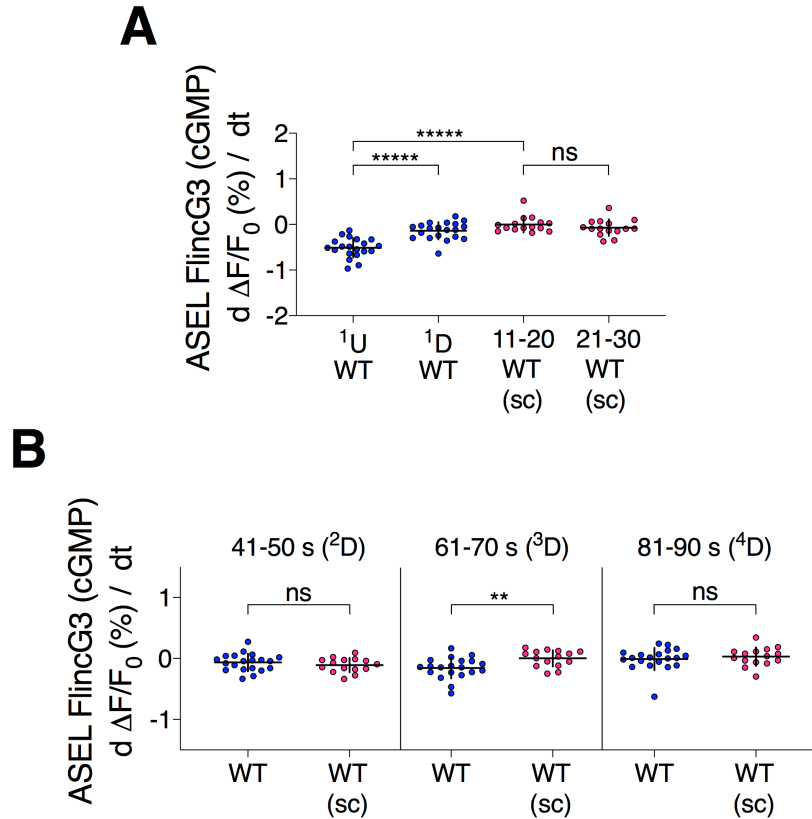 A
ASEL FlincG3 (cGMP)
d ΔF/F₀ (%) / dt
2
1
0
-1
-2
*****
*****
ns
¹U ¹D 11-20 21-30
WT WT WT WT
(sc) (sc)
B
ASEL FlincG3 (cGMP)
d ΔF/F₀ (%) / dt
41-50 s (²D) 61-70 s (³D) 81-90 s (⁴D)
1
0
-1
ns ** ns
WT WT WT WT WT WT
(sc) (sc) (sc)